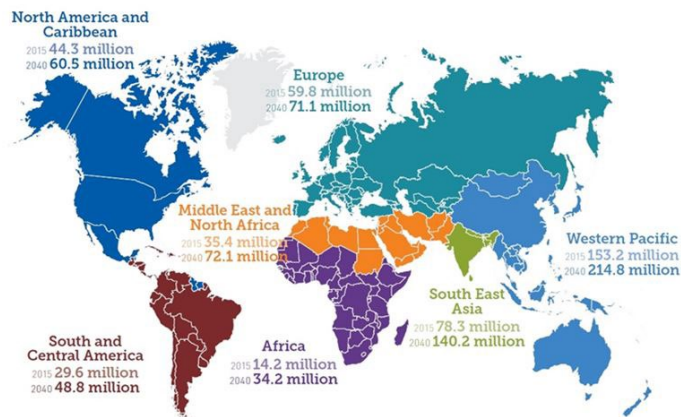 North America and
Caribbean
2015 44.3 million
2040 60.5 million
Europe
2015 59.8 million
2040 71.1 million
Middle East and
North Africa
2015 35.4 million
2040 72.1 million
Western Pacific
2015 153.2 million
2040 214.8 million
South East
Asia
2015 78.3 million
2040 140.2 million
South and
Central America
2015 29.6 million
2040 48.8 million
Africa
2015 14.2 million
2040 34.2 million